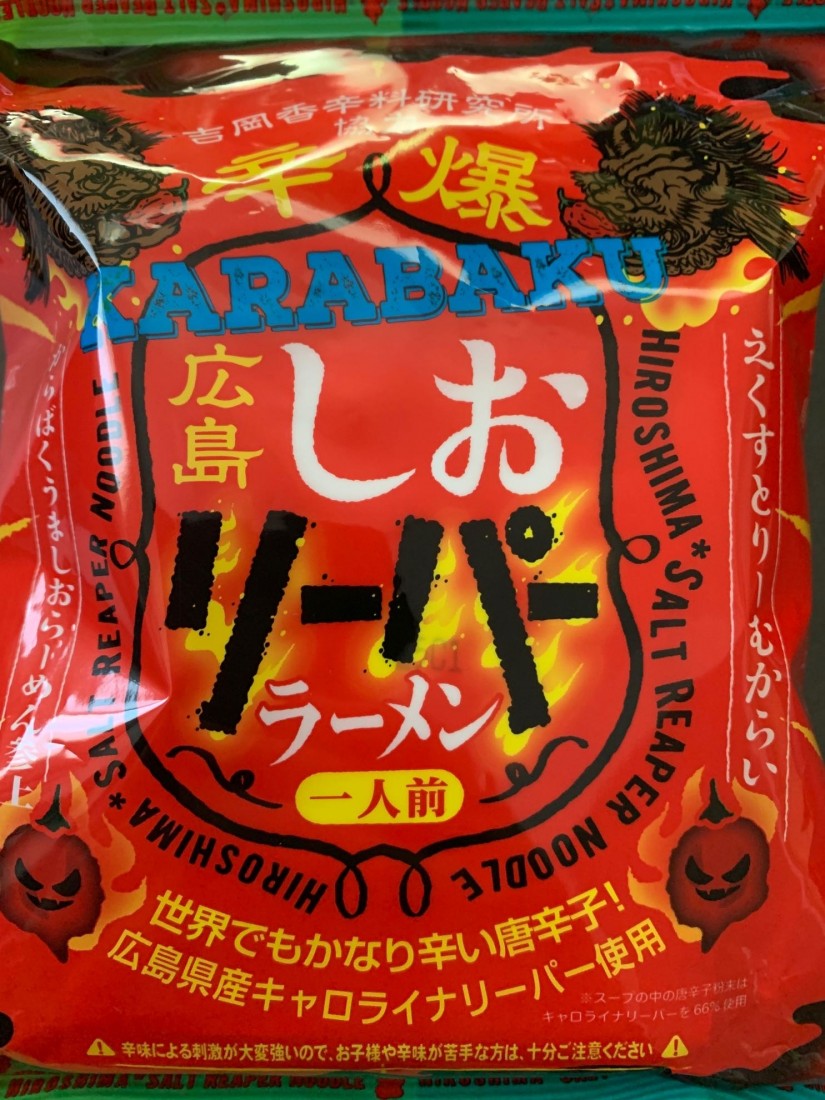 吉岡香辛料研究所
辛爆
KARABAKU
広島
しお
リーパー
ラーメン
一人前
HIROSHIMA*SALT REAPER NOODLE
HIROSHIMA*SALT REAPER NOODLE
えくすとりーむからい
ばくうましおらーめん参上
世界でもかなり辛い唐辛子!
広島県産キャロライナリーパー使用
※スープの中の唐辛子粉末は
キャロライナリーパーを66%使用
辛味による刺激が大変強いので、お子様や辛味が苦手な方は、十分ご注意ください
HIROSHIMA*SALT REAPER NOODLE